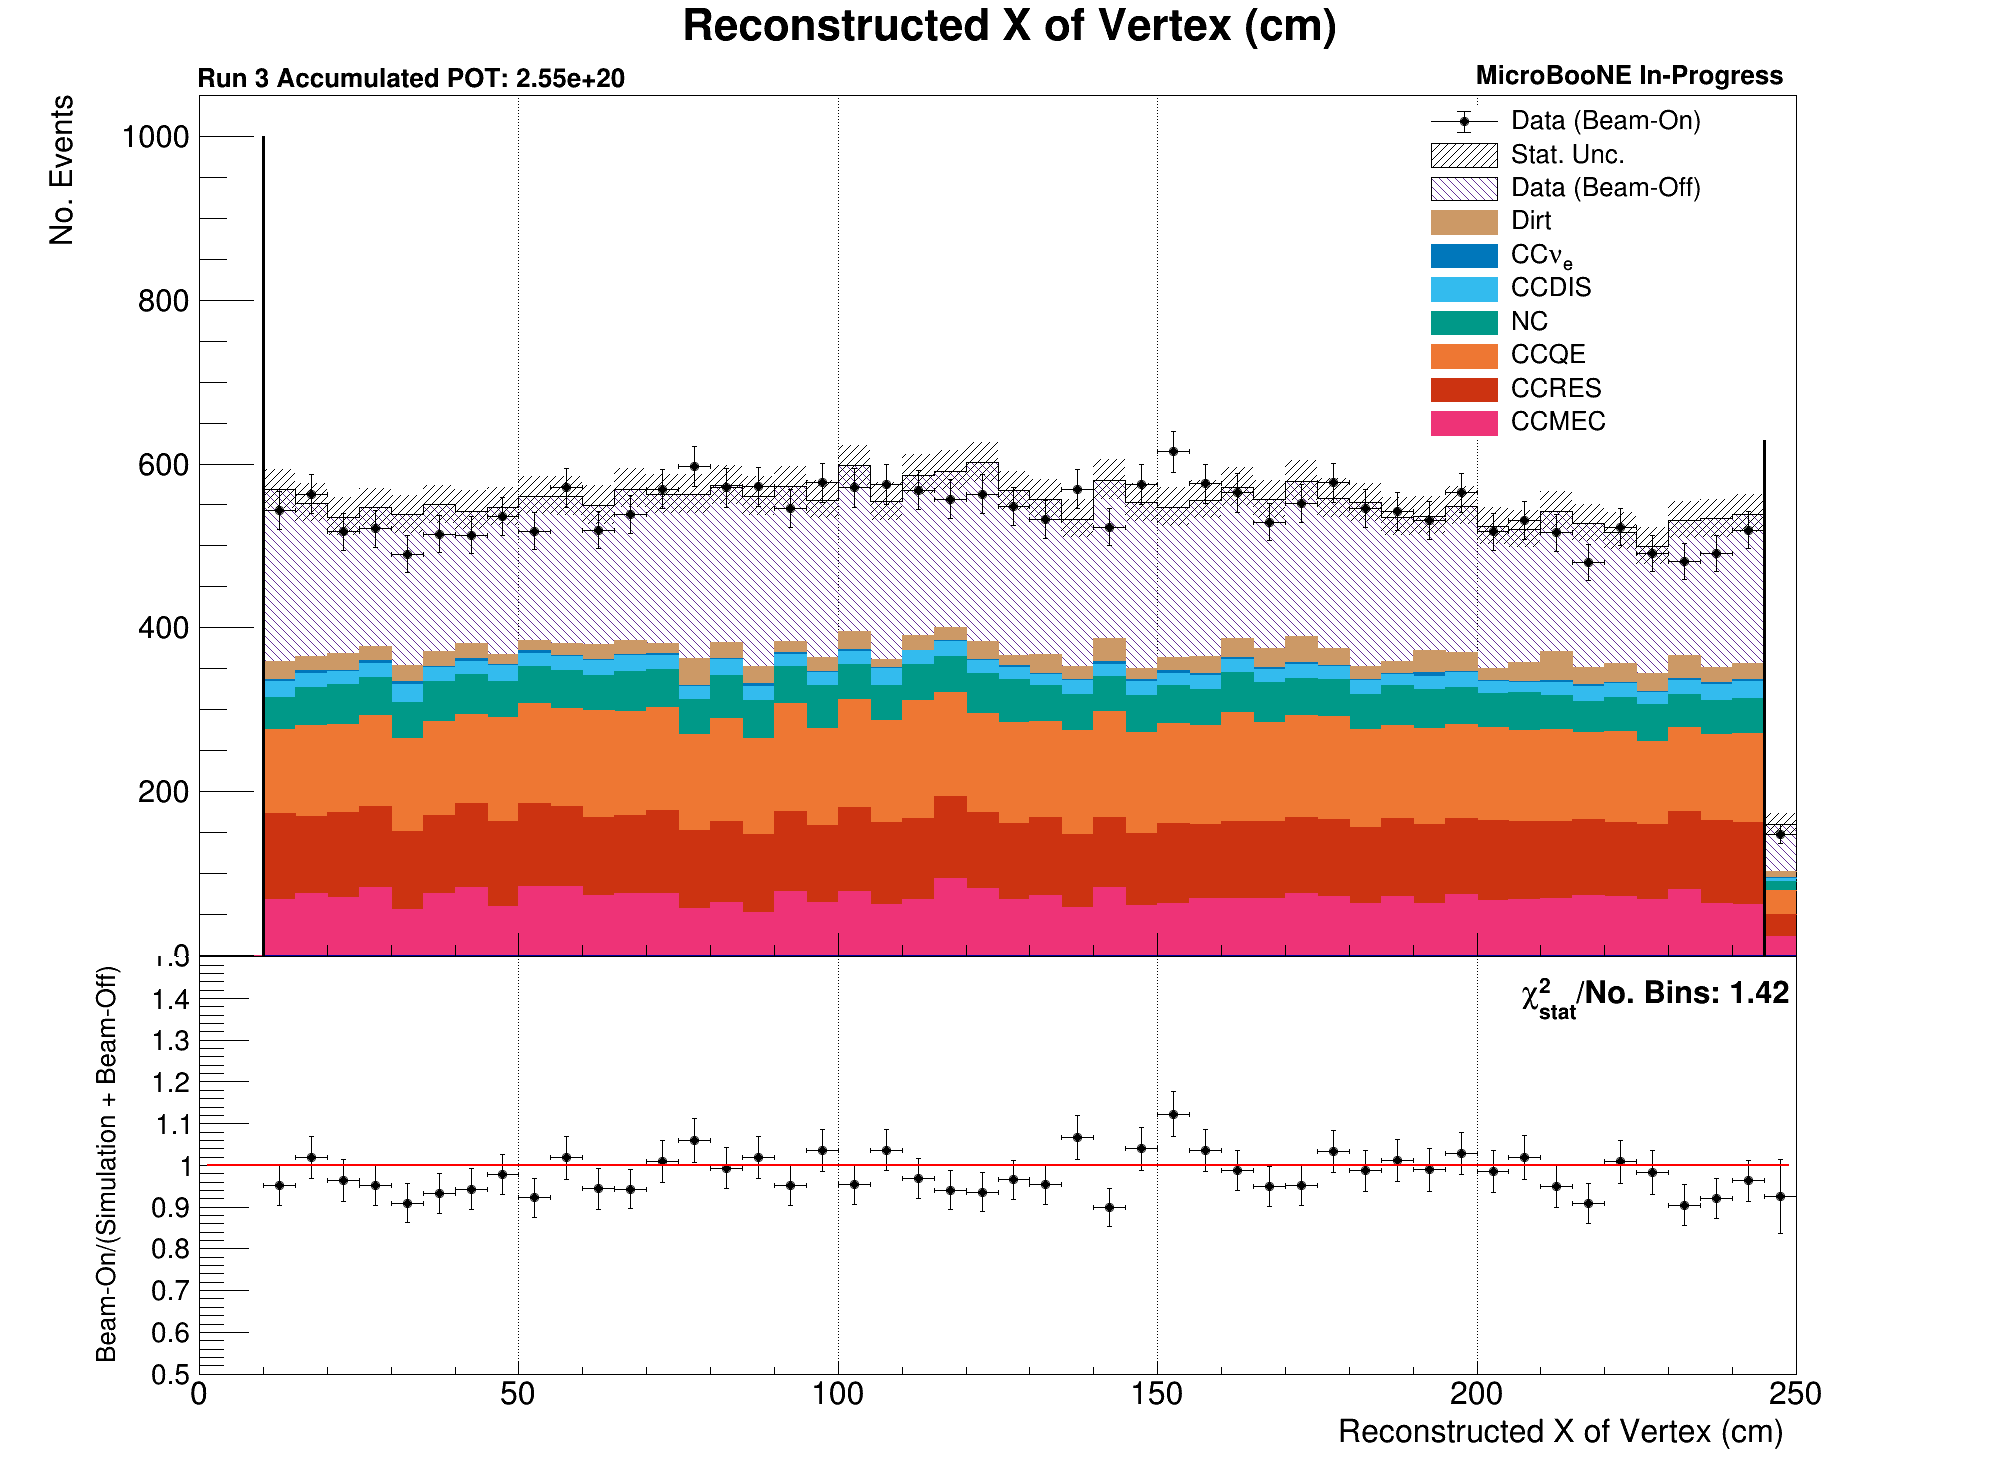 Reconstructed X of Vertex (cm)
Run 3 Accumulated POT: 2.55e+20
MicroBooNE In-Progress
No. Events
1000
800
600
400
200
0
Data (Beam-On)
Stat. Unc.
Data (Beam-Off)
Dirt
CCνe
CCDIS
NC
CCQE
CCRES
CCMEC
Beam-On/(Simulation + Beam-Off)
1.5
1.4
1.3
1.2
1.1
1
0.9
0.8
0.7
0.6
0.5
χ²stat/No. Bins: 1.42
0
50
100
150
200
250
Reconstructed X of Vertex (cm)